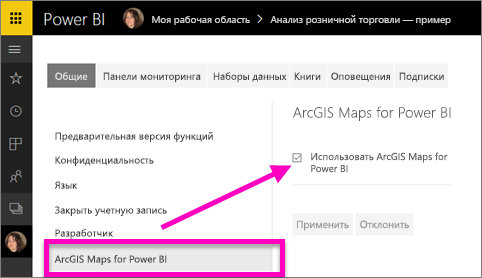 Power BI Моя рабочая область > Анализ розничной торговли — пример
Общие Панели мониторинга Наборы данных Книги Оповещения Подписки
ArcGIS Maps for Power BI
Предварительная версия функций
Конфиденциальность
Использовать ArcGIS Maps for
Power BI
Язык
Закрыть учетную запись
Разработчик
Применить Отклонить
ArcGIS Maps for Power BI